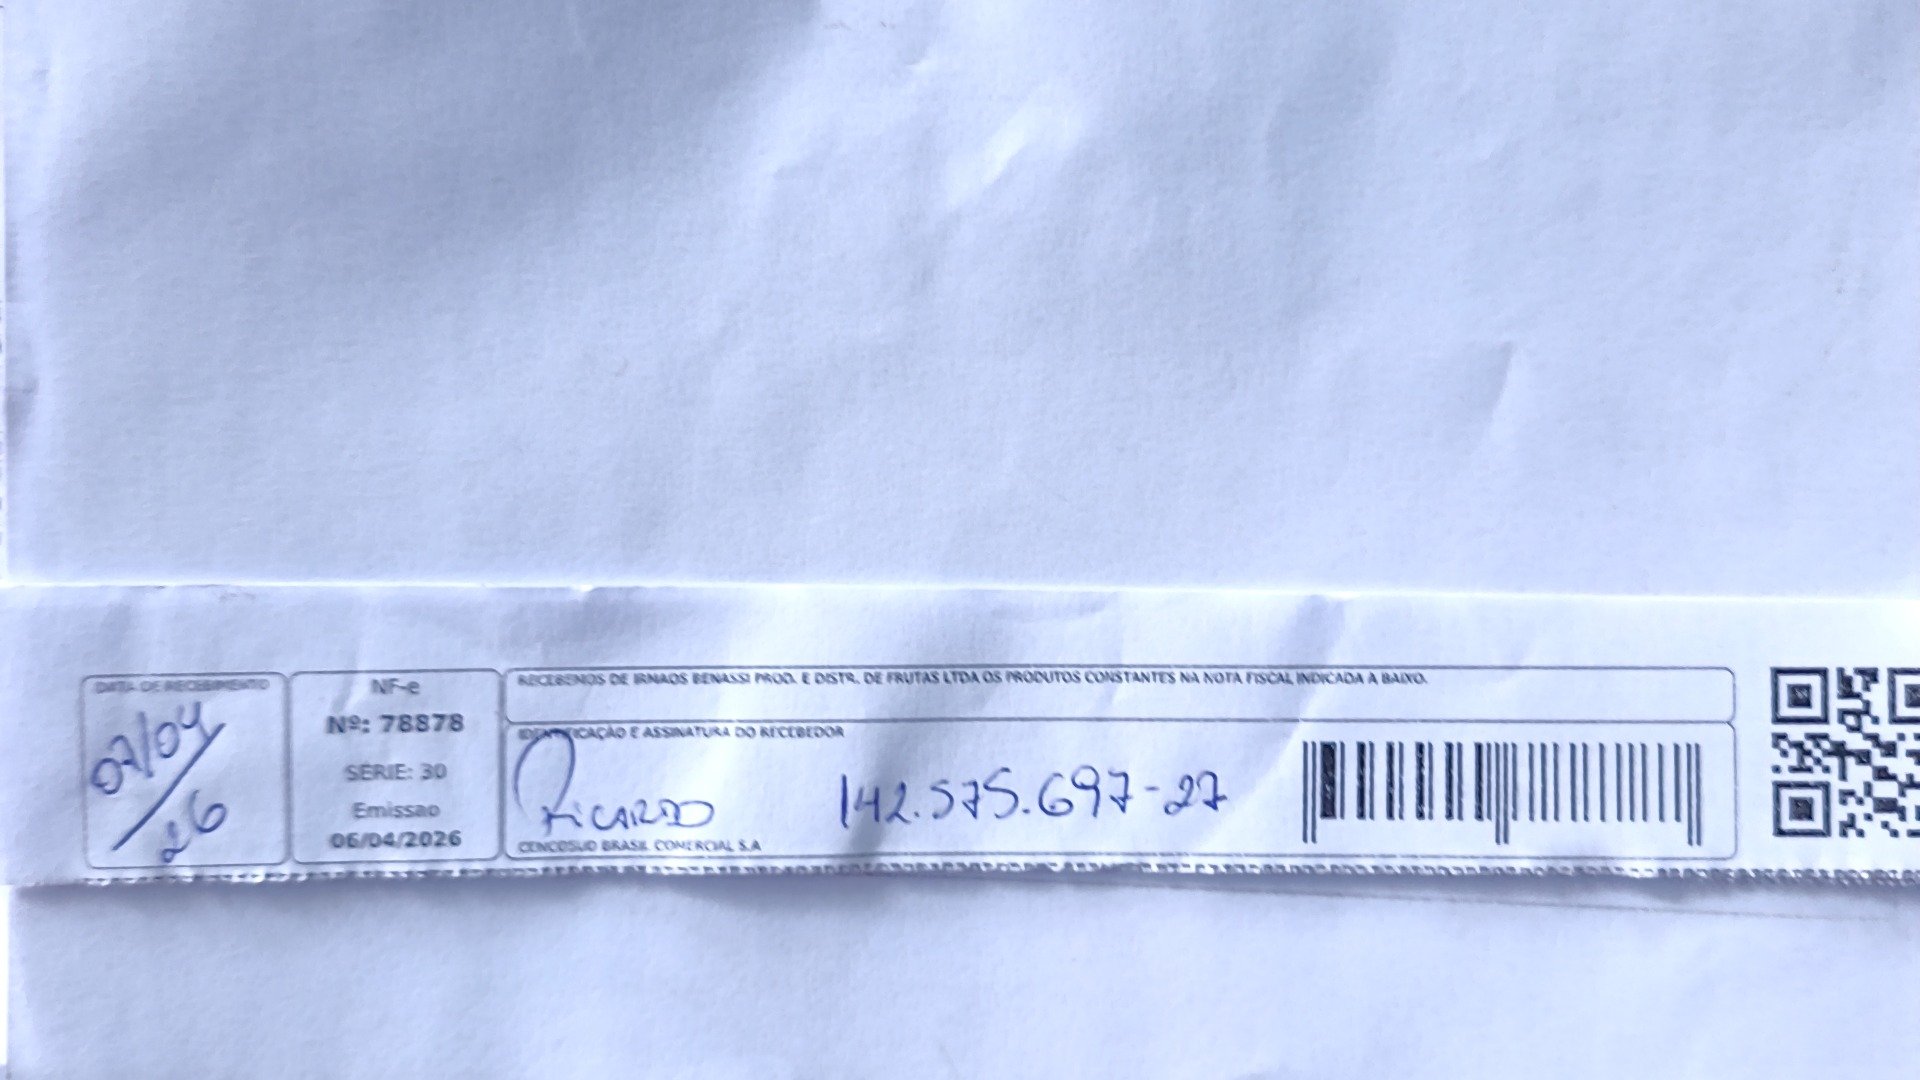 DATA DE RECEBIMENTO
07/04/26
NF-e
Nº: 78878
SÉRIE: 30
Emissao
06/04/2026
RECEBEMOS DE IRMAOS BENASSI PROD. E DISTR. DE FRUTAS LTDA OS PRODUTOS CONSTANTES NA NOTA FISCAL INDICADA A BAIXO.
IDENTIFICAÇÃO E ASSINATURA DO RECEBEDOR
RICARDO 142.575.697-27
CENCOSUD BRASIL COMERCIAL S.A